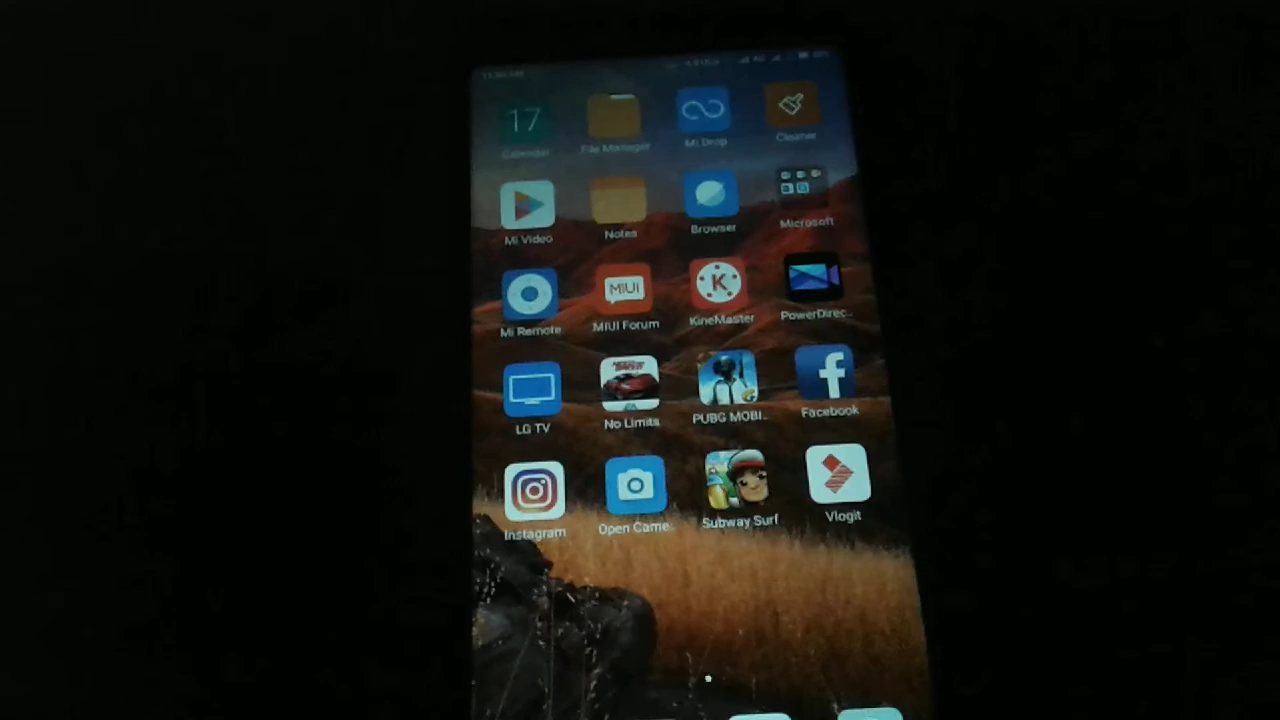 17
Calendar File Manager Mi Drop Cleaner
Mi Video Notes Browser Microsoft
MIUI
Mi Remote MIUI Forum KineMaster PowerDirec..
LG TV No Limits PUBG MOBI.. Facebook
Instagram Open Came.. Subway Surf Vlogit